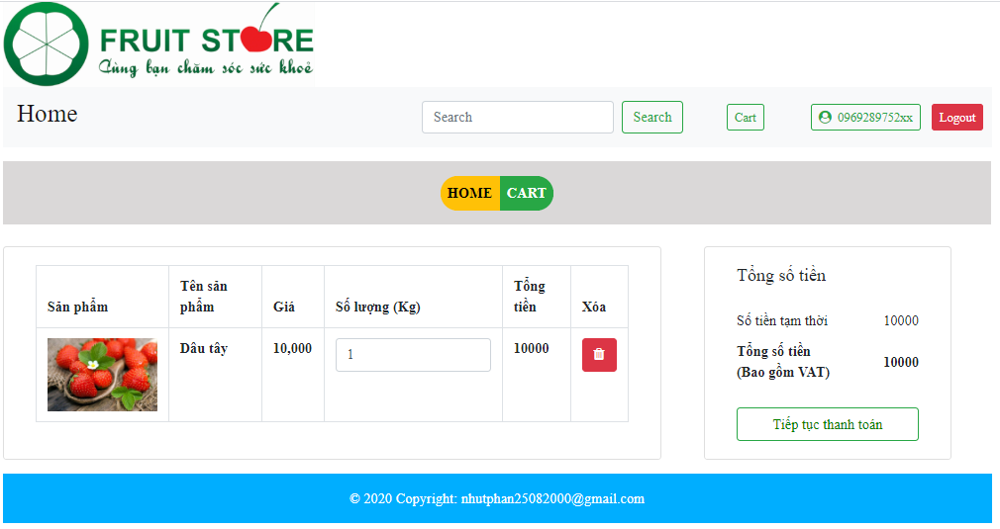 FRUIT STORE
Cùng bạn chăm sóc sức khoẻ
Home
Search
Search
Cart
0969289752xx
Logout
HOME
CART
Sản phẩm
Tên sản
phẩm
Giá
Số lượng (Kg)
Tổng
tiền
Xóa
Dâu tây
10,000
1
10000
Tổng số tiền
Số tiền tạm thời
10000
Tổng số tiền
(Bao gồm VAT)
10000
Tiếp tục thanh toán
© 2020 Copyright: nhutphan25082000@gmail.com